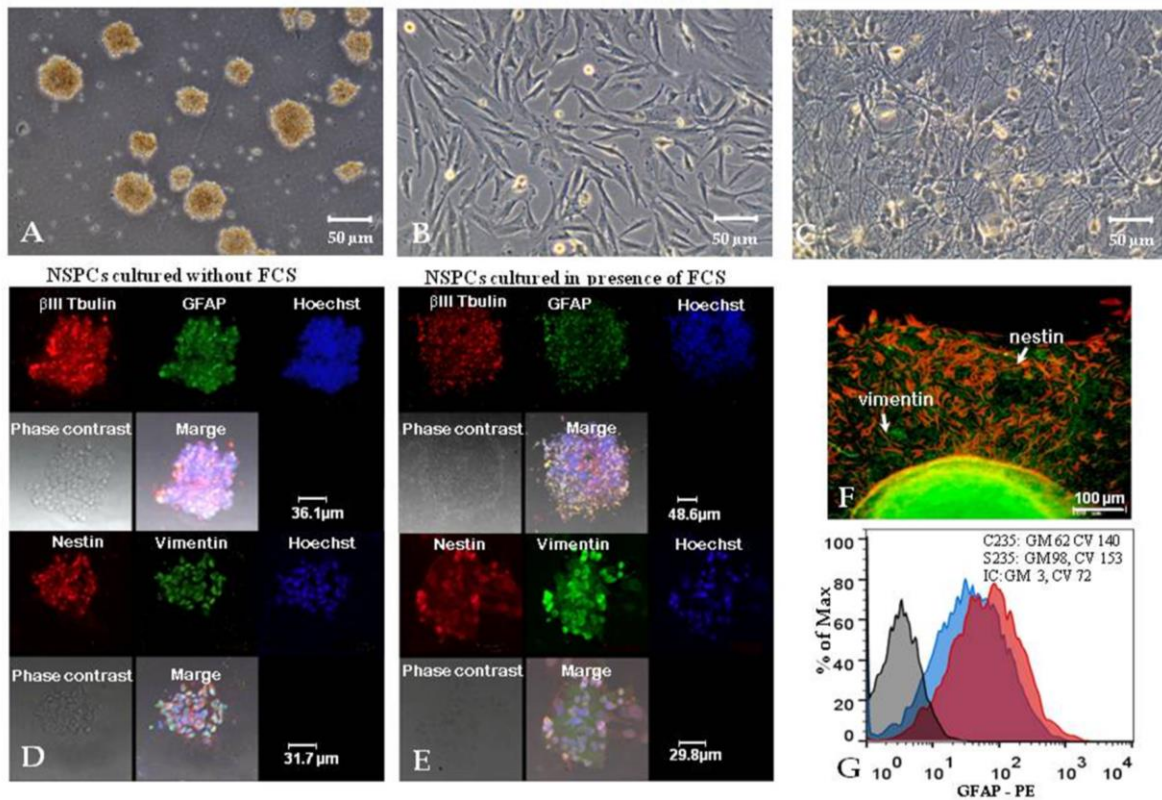 A
50 µm
B
50 µm
C
50 µm
NSPCs cultured without FCS
NSPCs cultured in presence of FCS
βIII Tbulin GFAP Hoechst
Phase contrast Marge
36.1µm
Nestin Vimentin Hoechst
Phase contrast Marge
D
31.7µm
βIII Tbulin GFAP Hoechst
Phase contrast Marge
48.6µm
Nestin Vimentin Hoechst
Phase contrast Marge
E
29.8µm
nestin
vimentin
F
100 µm
C235: GM 62 CV 140
S235: GM98, CV 153
IC: GM 3, CV 72
% of Max
100
80
60
40
20
0
10⁰ 10¹ 10² 10³ 10⁴
G
GFAP - PE